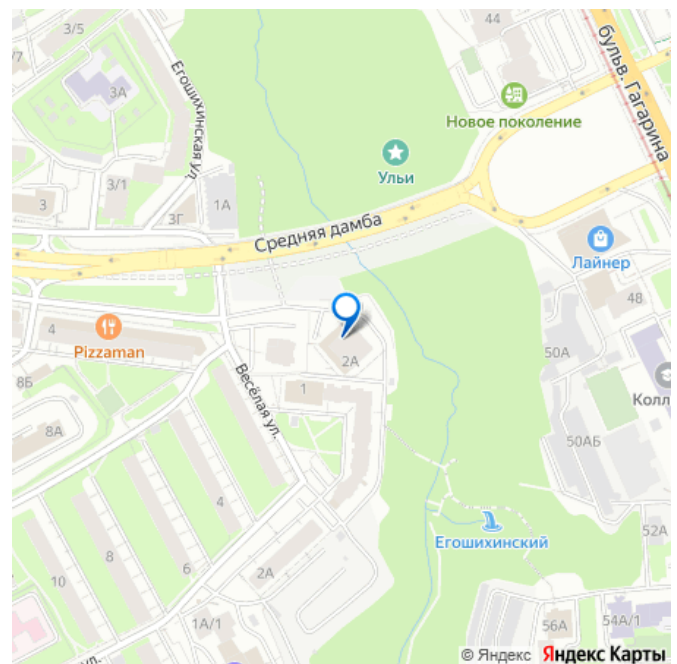 44
3/5
/7
3А
Егошихинская ул.
бульв. Гагарина
Новое поколение
Ульи
3
3/1
3Г
1А
Средняя дамба
Лайнер
48
4
Pizzaman
2А
50А
8Б
1
Весёлая ул.
Колл
8А
50АБ
4
Егошихинский
52А
8
6
10
2А
1А/1
56А
54А/1
ул.
© Яндекс Яндекс Карты